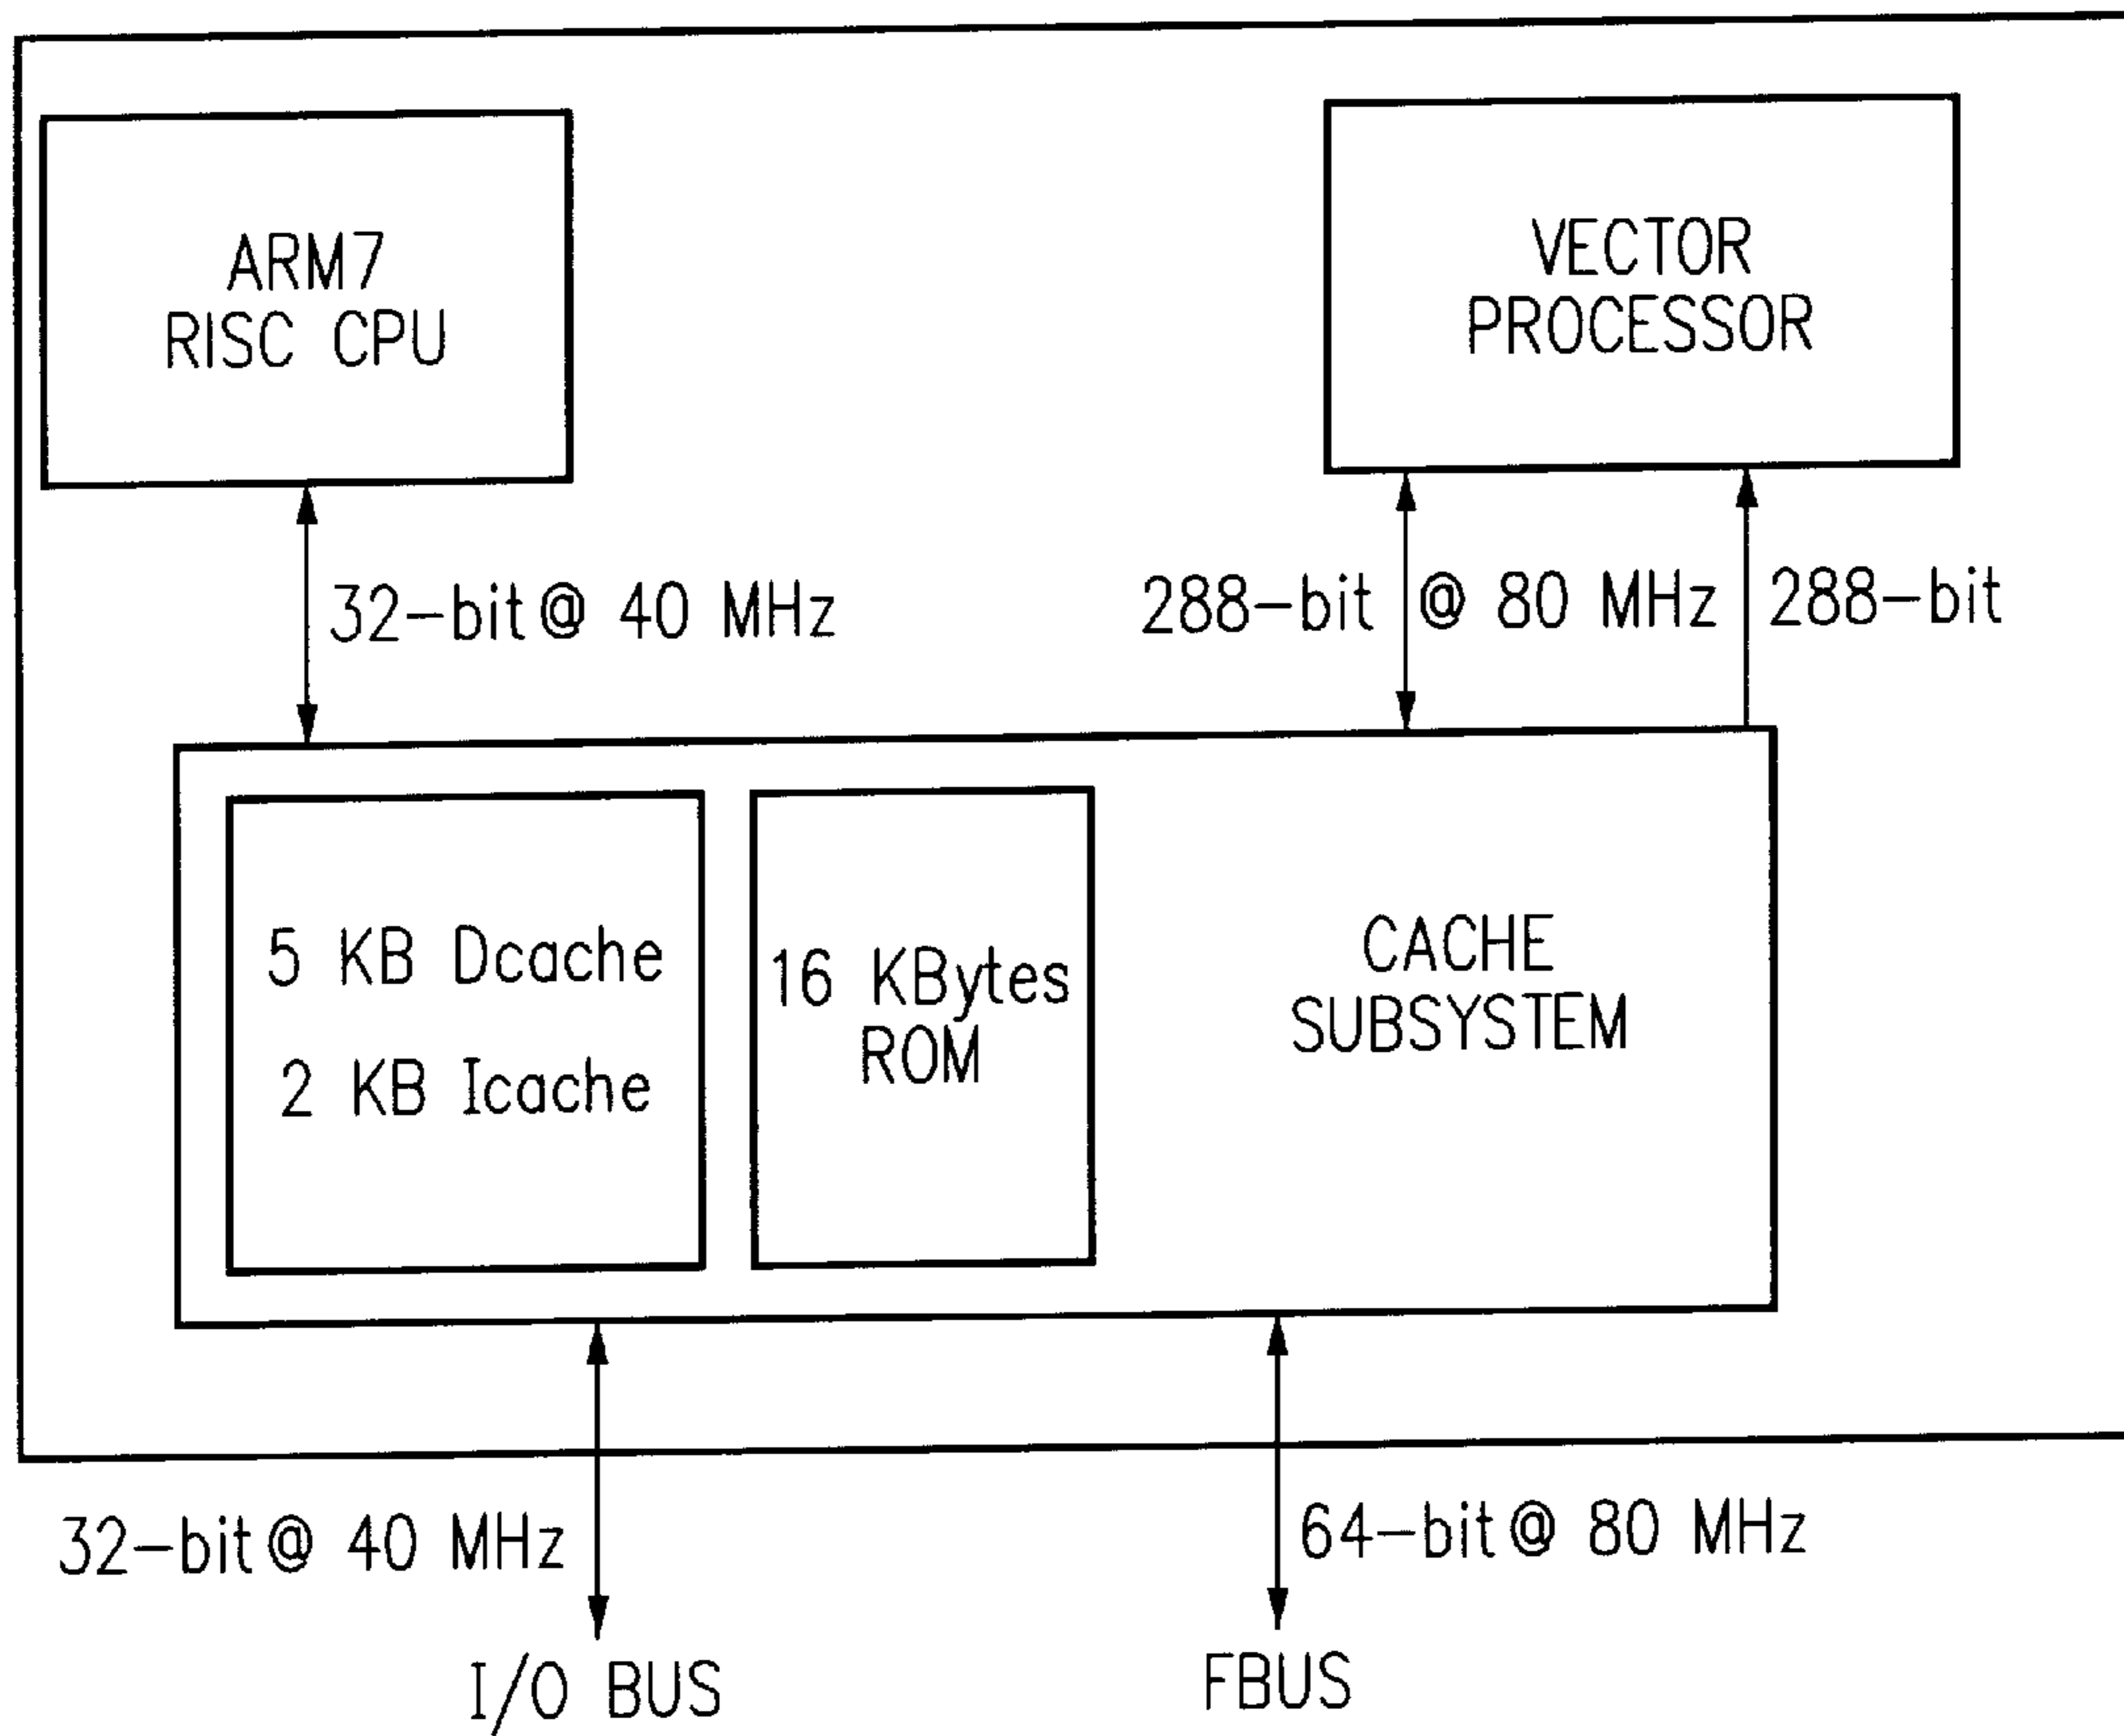 ARM7
RISC CPU
VECTOR
PROCESSOR
32-bit @ 40 MHz
288-bit @ 80 MHz
288-bit
5 KB Dcache
2 KB Icache
16 KBytes
ROM
CACHE
SUBSYSTEM
32-bit @ 40 MHz
64-bit @ 80 MHz
I/O BUS
FBUS